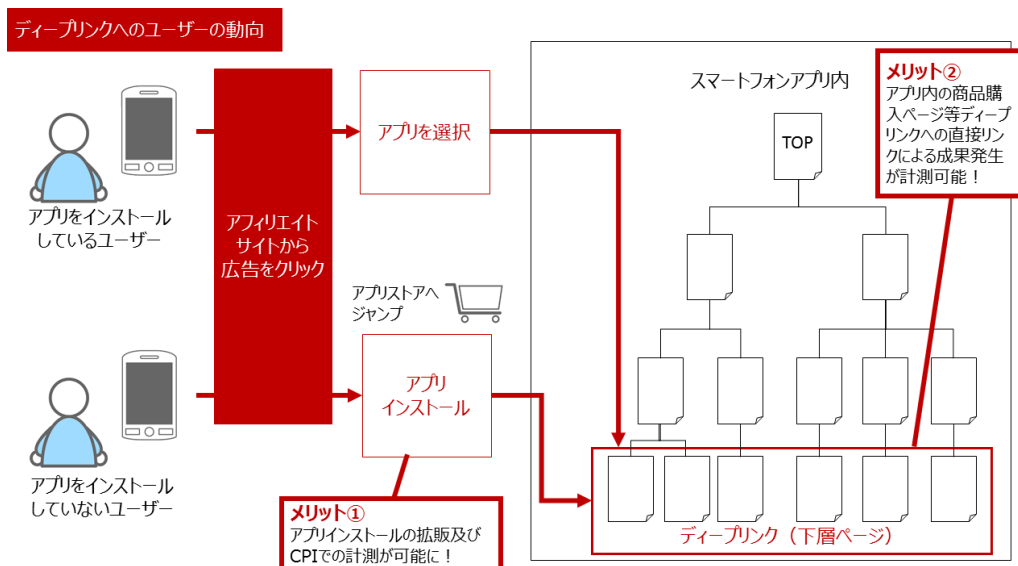 ディープリンクへのユーザーの動向
アプリをインストール
しているユーザー
アプリをインストール
していないユーザー
アフィリエイト
サイトから
広告をクリック
アプリを選択
アプリストアへ
ジャンプ
アプリ
インストール
メリット①
アプリインストールの拡販及び
CPIでの計測が可能に！
スマートフォンアプリ内
TOP
メリット②
アプリ内の商品購
入ページ等ディープ
リンクへの直接リン
クによる成果発生
が計測可能！
ディープリンク（下層ページ）